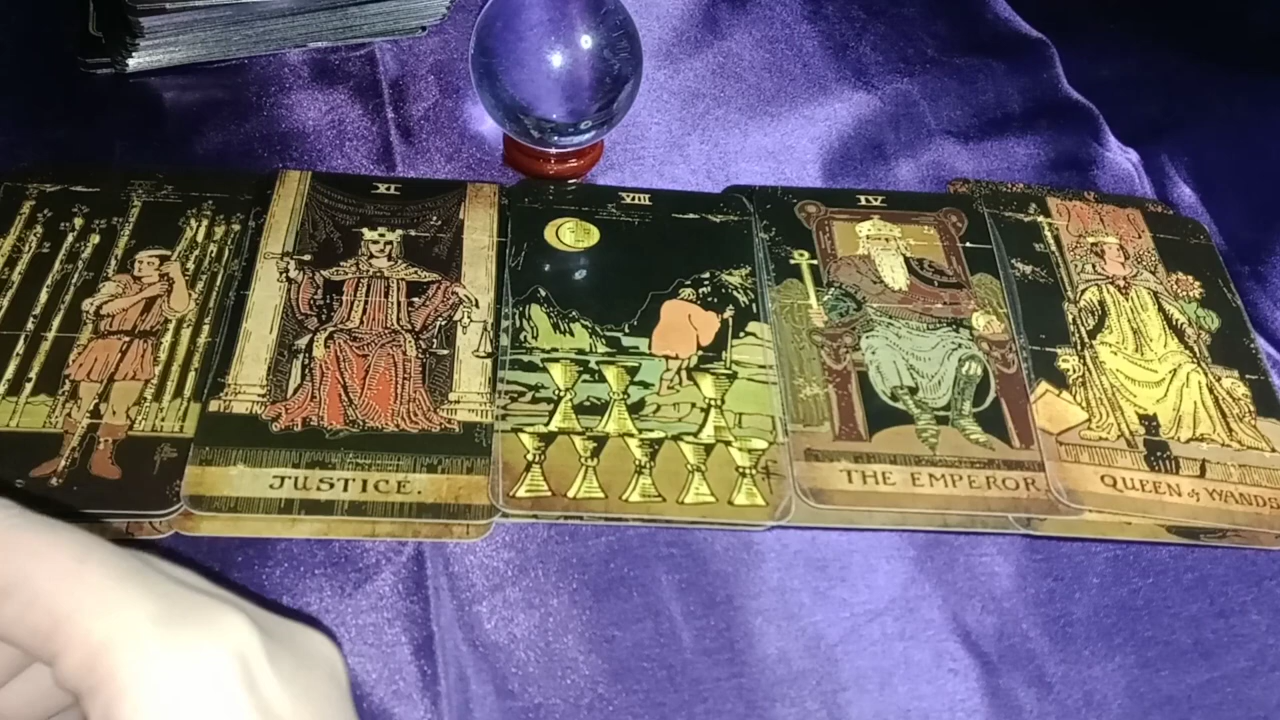 XI
JUSTICE.
VIII
IV
THE EMPEROR.
QUEEN of WANDS